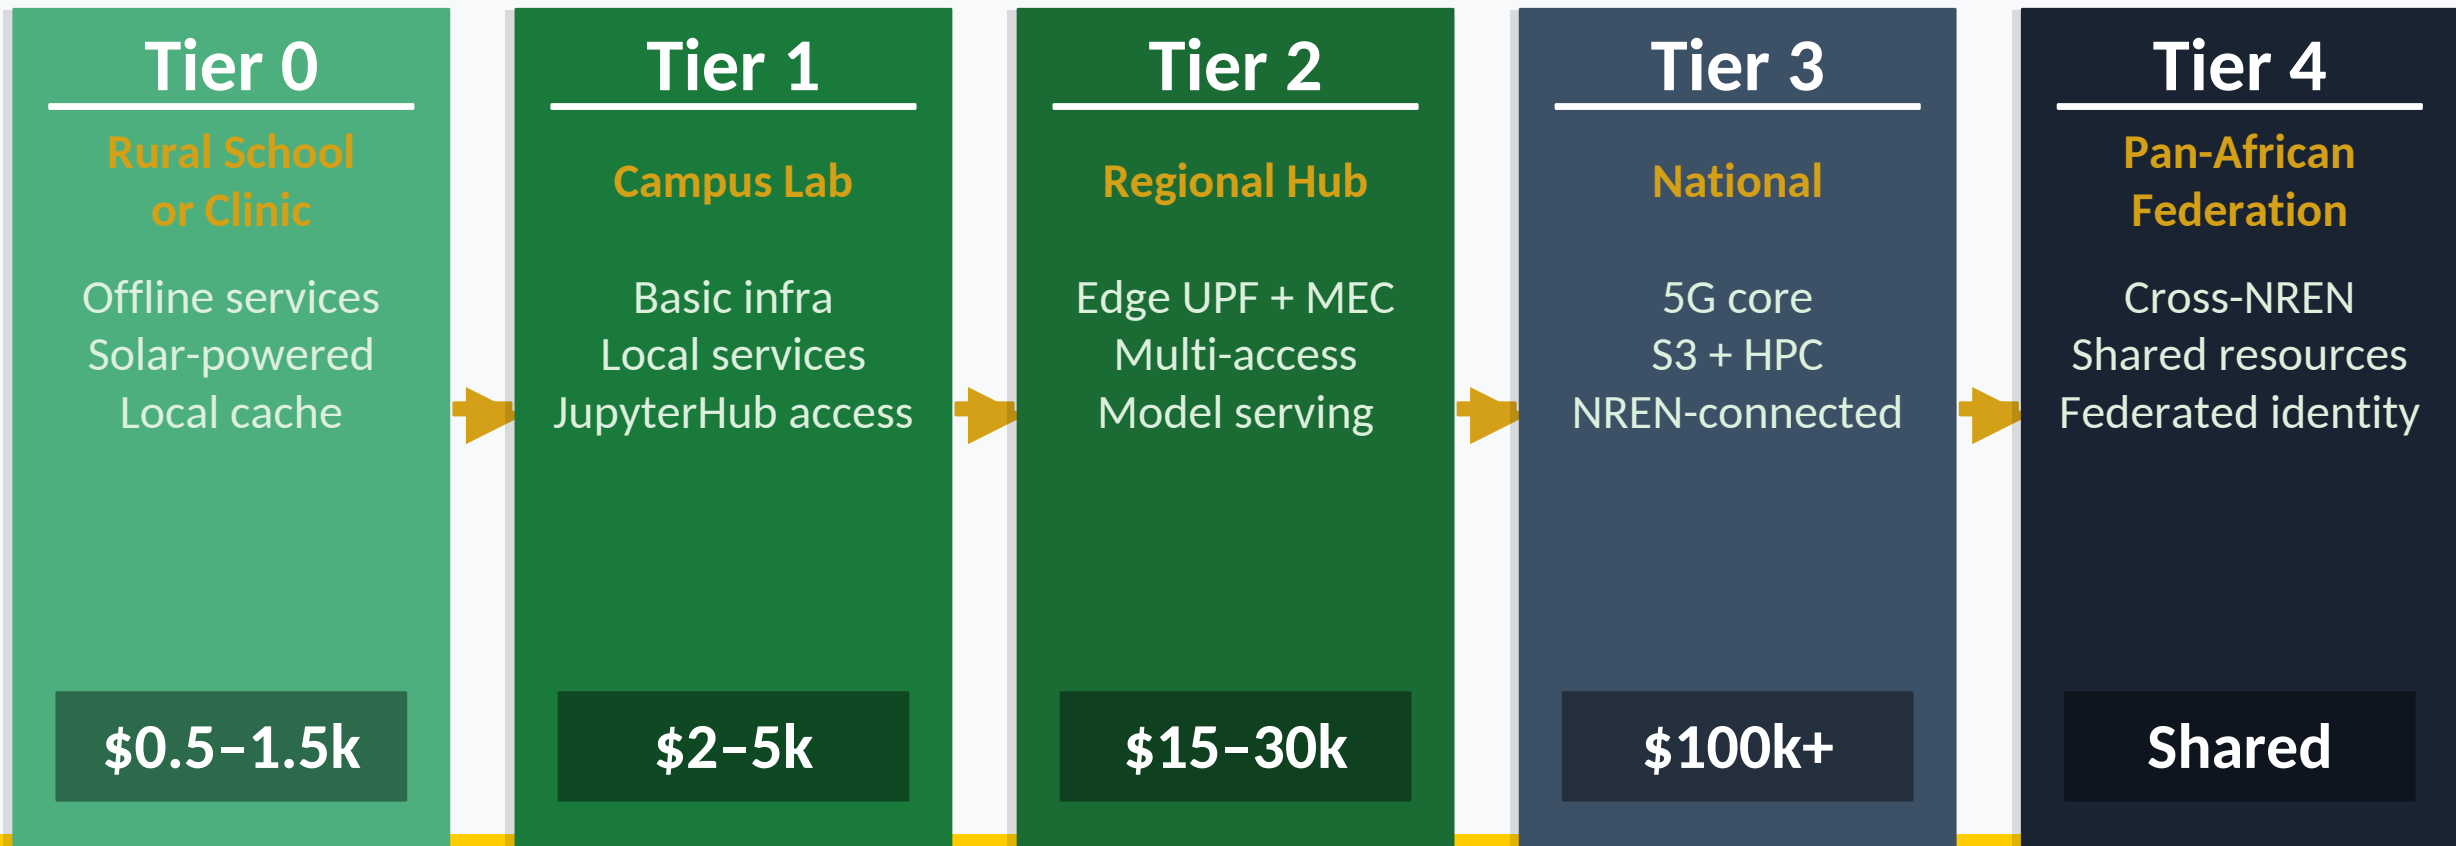 Tier 0
Rural School
or Clinic
Offline services
Solar-powered
Local cache
$0.5–1.5k
Tier 1
Campus Lab
Basic infra
Local services
JupyterHub access
$2–5k
Tier 2
Regional Hub
Edge UPF + MEC
Multi-access
Model serving
$15–30k
Tier 3
National
5G core
S3 + HPC
NREN-connected
$100k+
Tier 4
Pan-African
Federation
Cross-NREN
Shared resources
Federated identity
Shared